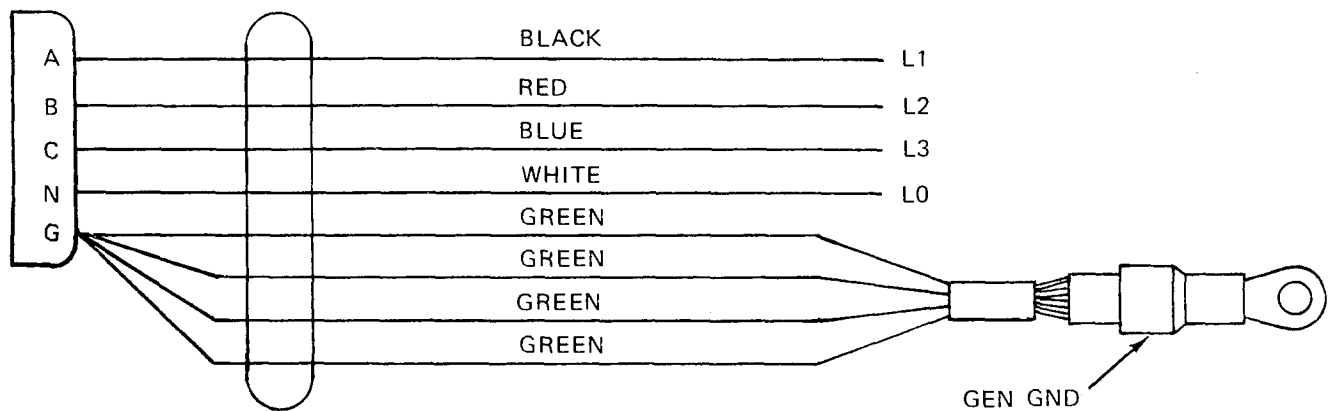 A BLACK L1
B RED L2
C BLUE L3
N WHITE L0
G GREEN
GREEN
GREEN
GREEN
GEN GND